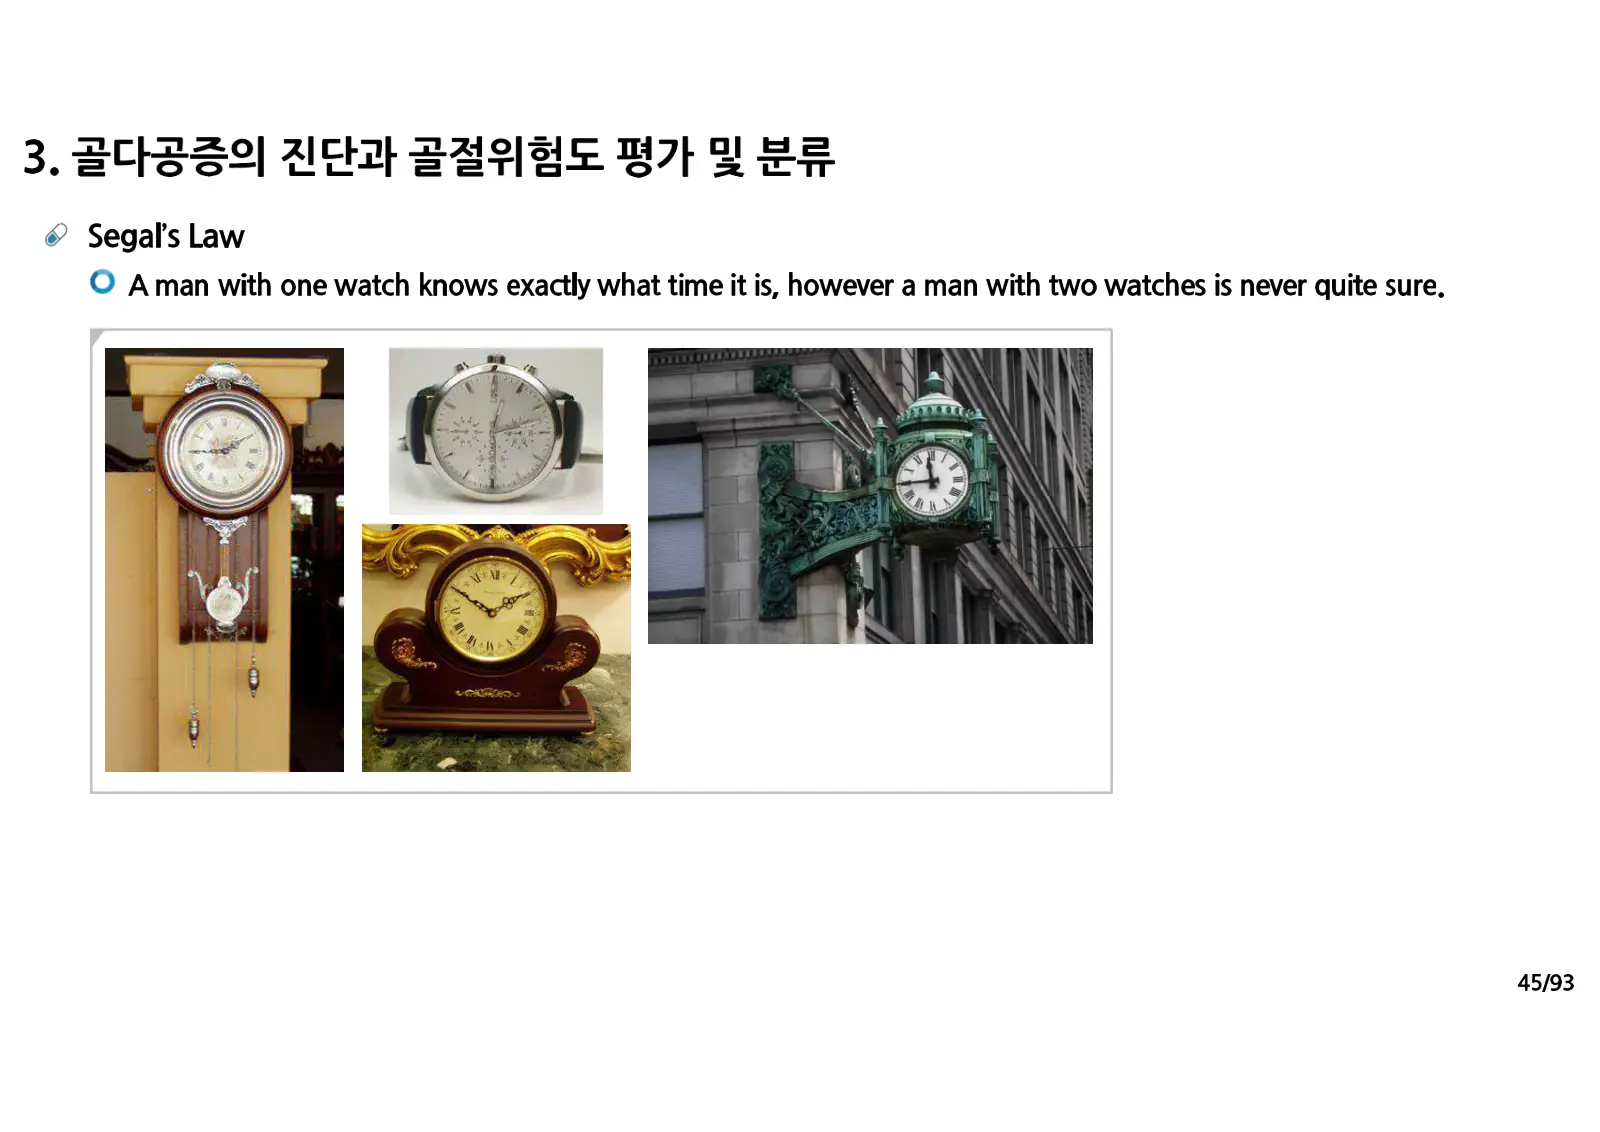 3. 골다공증의 진단과 골절위험도 평가 및 분류
Segal's Law
A man with one watch knows exactly what time it is, however a man with two watches is never quite sure.
45/93